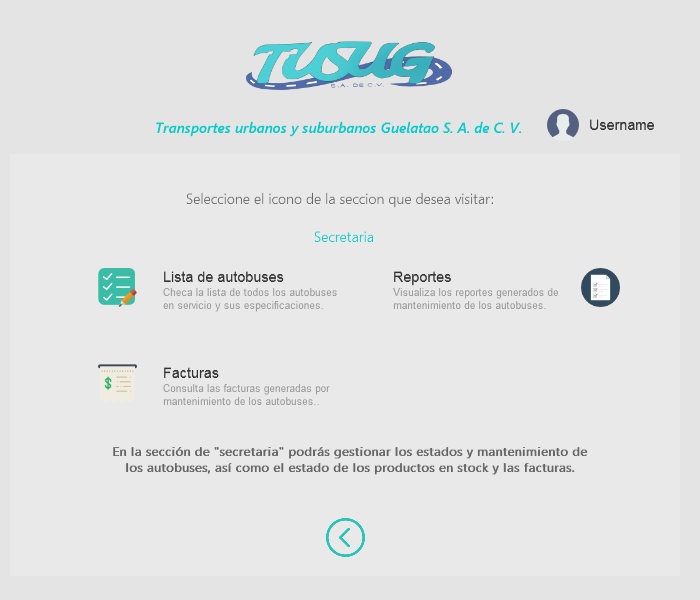 TUSUG
S.A. DE C.V.
Transportes urbanos y suburbanos Guelatao S. A. de C. V.
Username
Seleccione el icono de la seccion que desea visitar:
Secretaria
Lista de autobuses
Checa la lista de todos los autobuses
en servicio y sus especificaciones.
Reportes
Visualiza los reportes generados de
mantenimiento de los autobuses.
Facturas
Consulta las facturas generadas por
mantenimiento de los autobuses..
En la sección de "secretaria" podrás gestionar los estados y mantenimiento de
los autobuses, así como el estado de los productos en stock y las facturas.